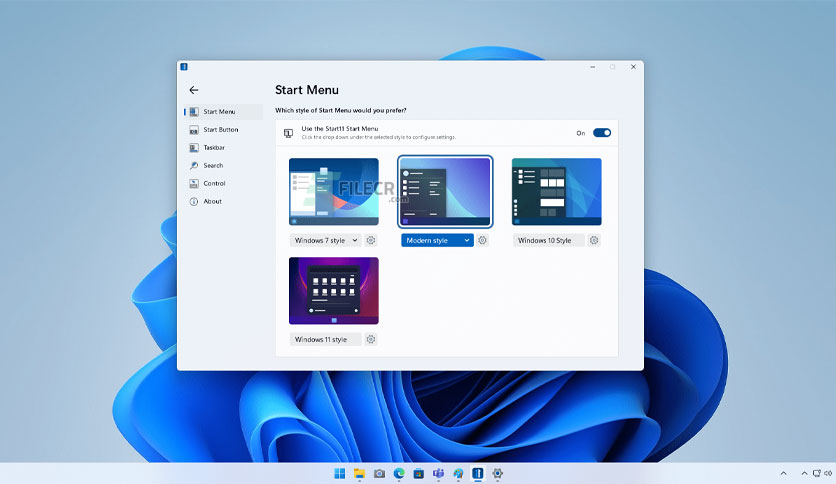 Start Menu
Which style of Start Menu would you prefer?
Start Menu
Start Button
Taskbar
Search
Control
About
Use the Start11 Start Menu
Click the drop down under the selected style to configure settings.
On
FILECR
.com
Windows 7 style
Modern style
Windows 10 Style
Windows 11 style